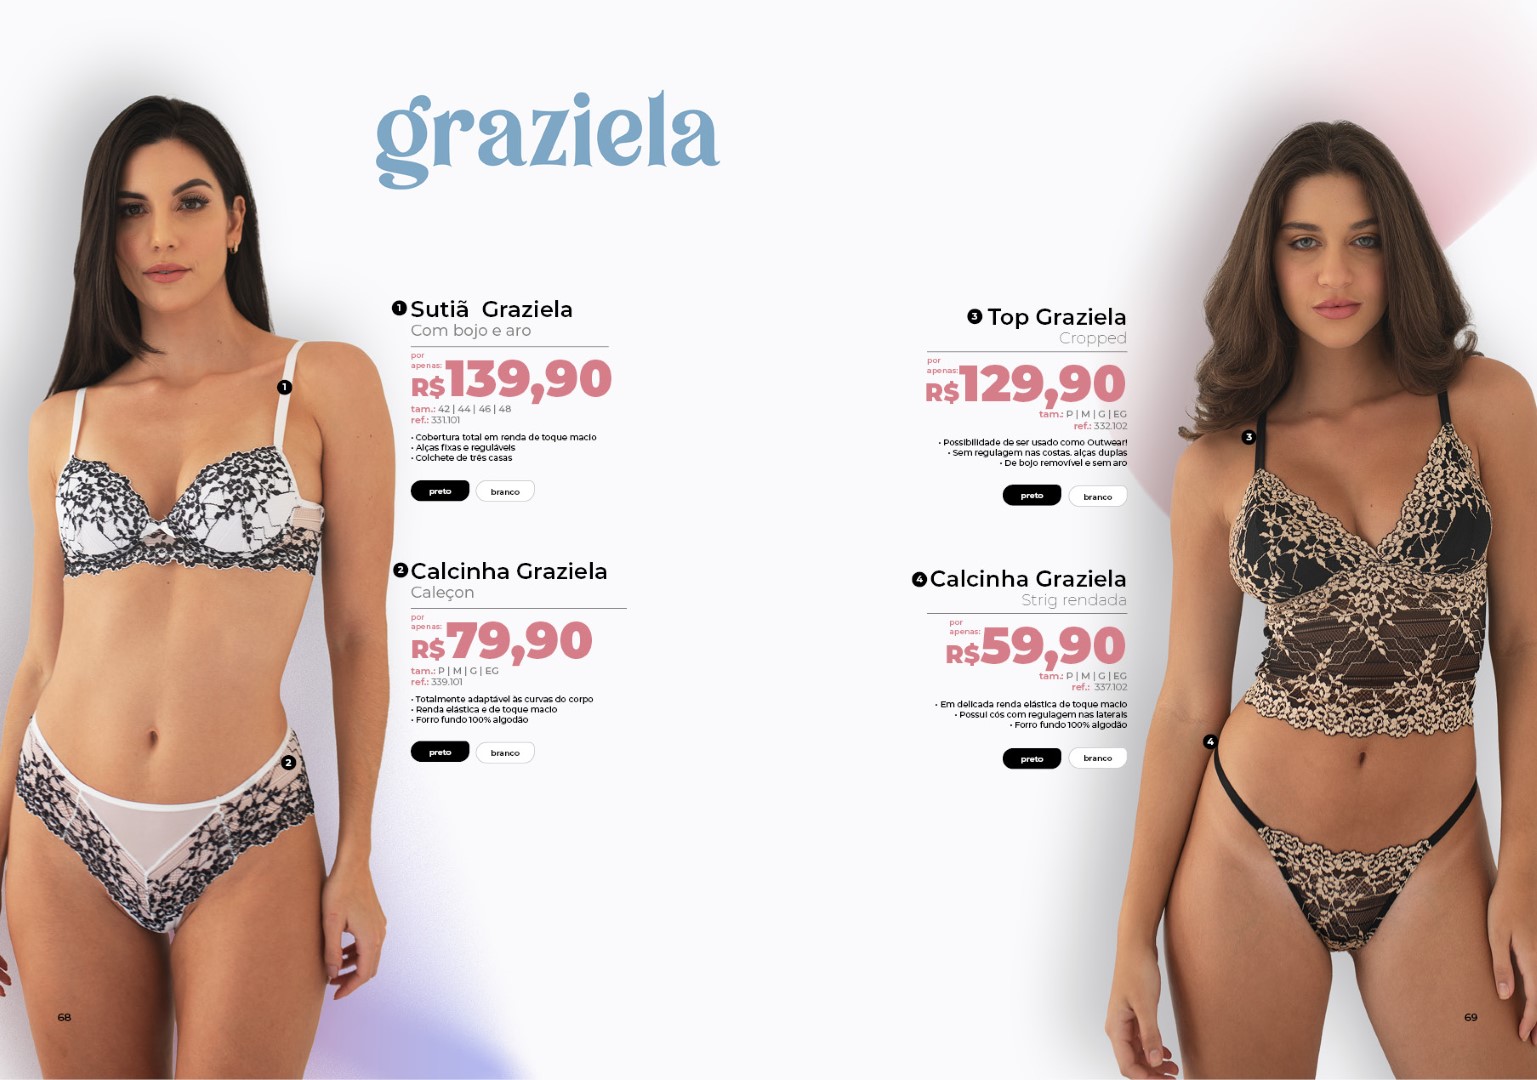 graziela
1 Sutiã Graziela
Com bojo e aro
por
apenas:
R$139,90
tam.: 42 | 44 | 46 | 48
ref.: 331.101
• Cobertura total em renda de toque macio
• Alças fixas e reguláveis
• Colchete de três casas
preto branco
2 Calcinha Graziela
Caleçon
por
apenas:
R$79,90
tam.: P | M | G | EG
ref.: 339.101
• Totalmente adaptável às curvas do corpo
• Renda elástica e de toque macio
• Forro fundo 100% algodão
preto branco
1
2
68
3 Top Graziela
Cropped
por
apenas:
R$129,90
tam.: P | M | G | EG
ref.: 332.102
• Possibilidade de ser usado como Outwear!
• Sem regulagem nas costas. alças duplas
• De bojo removível e sem aro
preto branco
4 Calcinha Graziela
Strig rendada
por
apenas:
R$59,90
tam.: P | M | G | EG
ref.: 337.102
• Em delicada renda elástica de toque macio
• Possui cós com regulagem nas laterais
• Forro fundo 100% algodão
preto branco
3
4
69